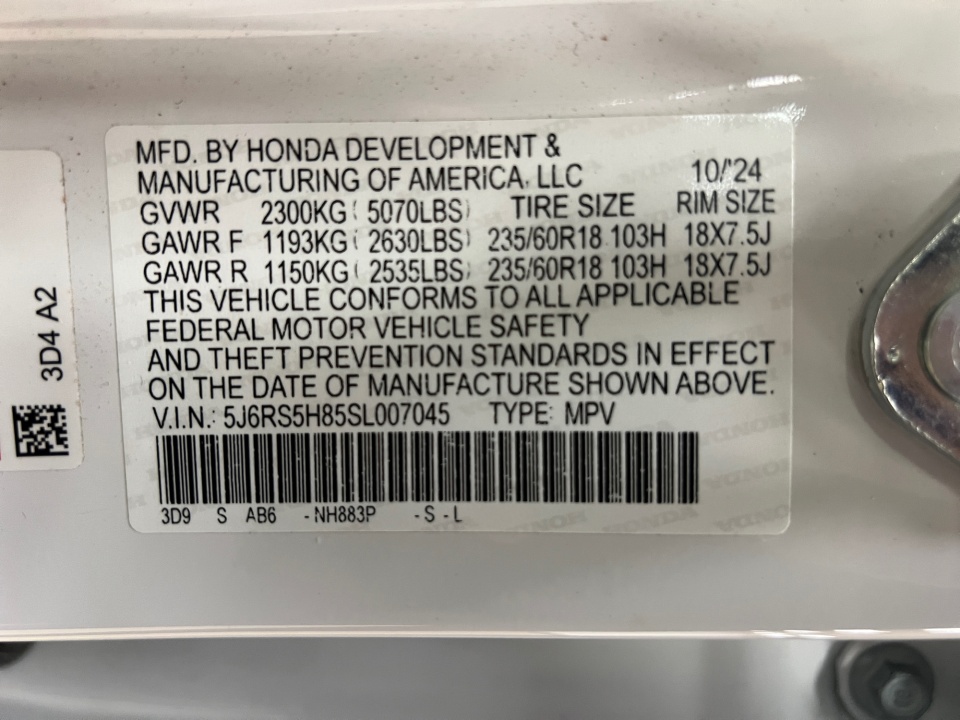 MFD. BY HONDA DEVELOPMENT &
MANUFACTURING OF AMERICA, LLC 10/'24
GVWR 2300KG ( 5070LBS) TIRE SIZE RIM SIZE
GAWR F 1193KG ( 2630LBS) 235/60R18 103H 18X7.5J
GAWR R 1150KG ( 2535LBS) 235/60R18 103H 18X7.5J
THIS VEHICLE CONFORMS TO ALL APPLICABLE
FEDERAL MOTOR VEHICLE SAFETY
AND THEFT PREVENTION STANDARDS IN EFFECT
ON THE DATE OF MANUFACTURE SHOWN ABOVE.
V.I.N.: 5J6RS5H85SL007045 TYPE: MPV
3D9 S AB6 -NH883P -S-L
3D4 A2